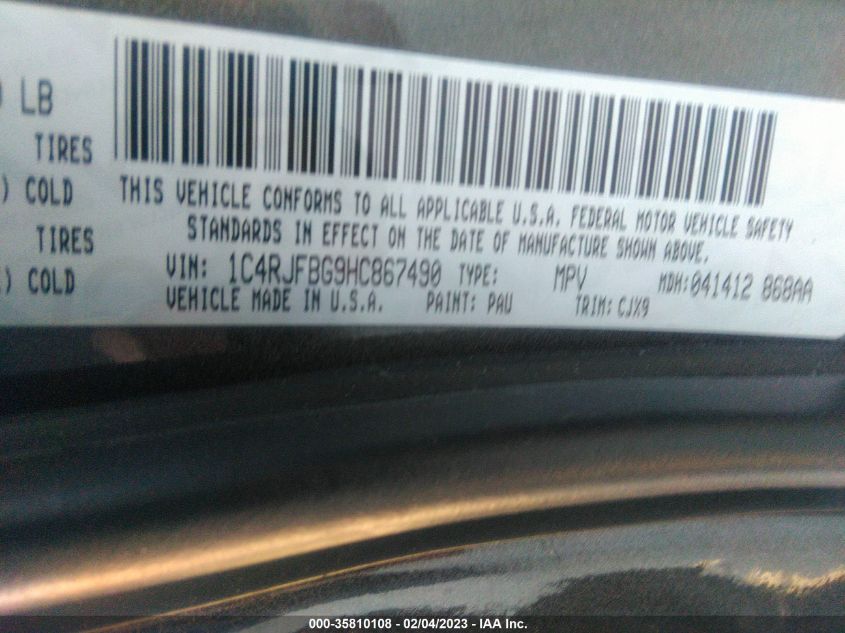 LB
TIRES
) COLD
TIRES
) COLD
THIS VEHICLE CONFORMS TO ALL APPLICABLE U.S.A. FEDERAL MOTOR VEHICLE SAFETY
STANDARDS IN EFFECT ON THE DATE OF MANUFACTURE SHOWN ABOVE.
VIN: 1C4RJFBG9HC867490 TYPE: MPV MDH:041412 868AA
VEHICLE MADE IN U.S.A. PAINT: PAU TRIM: CJX9
000-35810108 - 02/04/2023 - IAA Inc.